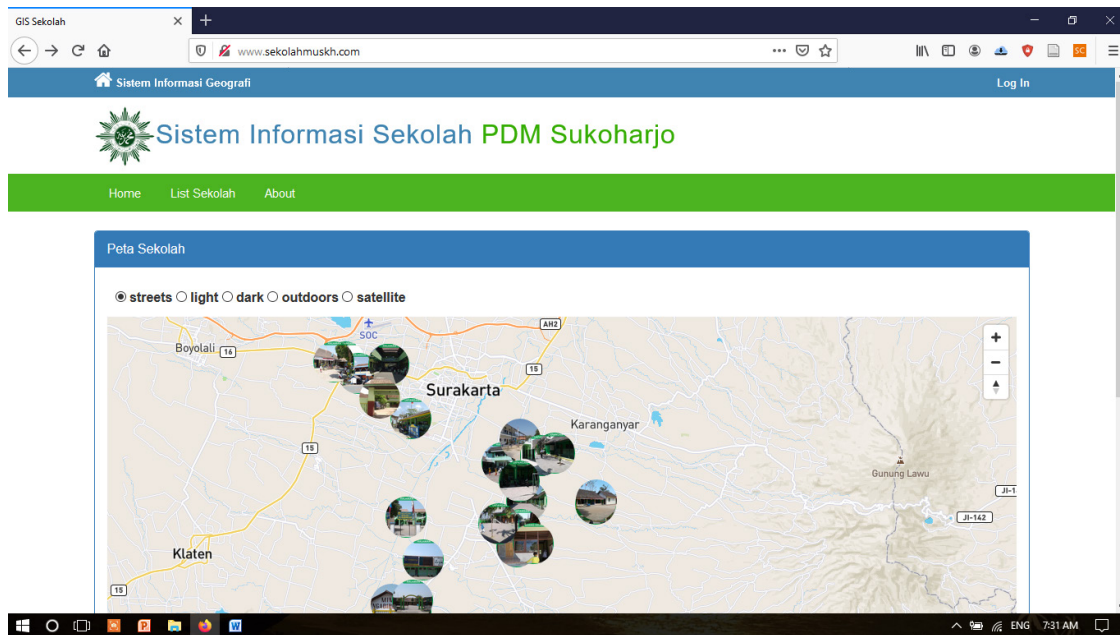 GIS Sekolah
www.sekolahmuskh.com
SC
Sistem Informasi Geografi
Log In
Sistem Informasi Sekolah PDM Sukoharjo
Home List Sekolah About
Peta Sekolah
streets light dark outdoors satellite
SOC
AH2
Boyolali
16
15
Surakarta
Karanganyar
15
Gunung Lawu
JI-1
JI-142
Klaten
15
ENG 7:31 AM